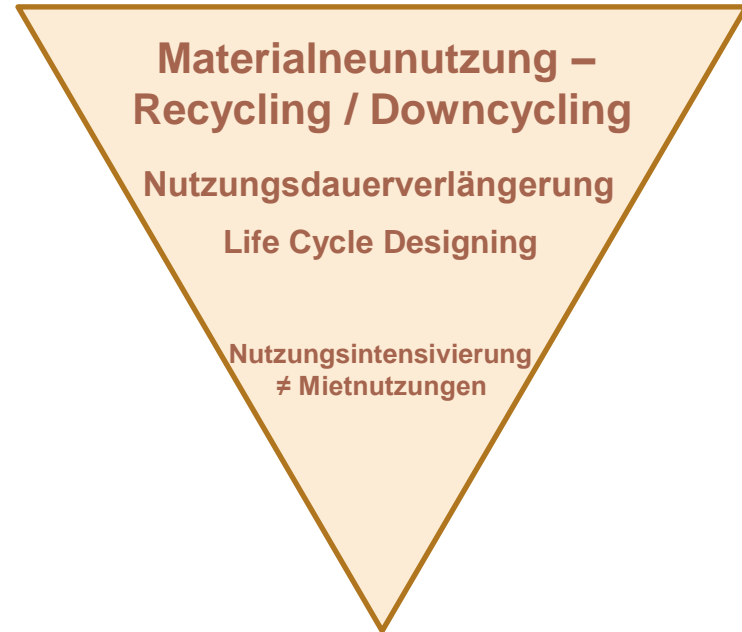 Materialneunutzung –
Recycling / Downcycling
Nutzungsdauerverlängerung
Life Cycle Designing
Nutzungsintensivierung
≠ Mietnutzungen